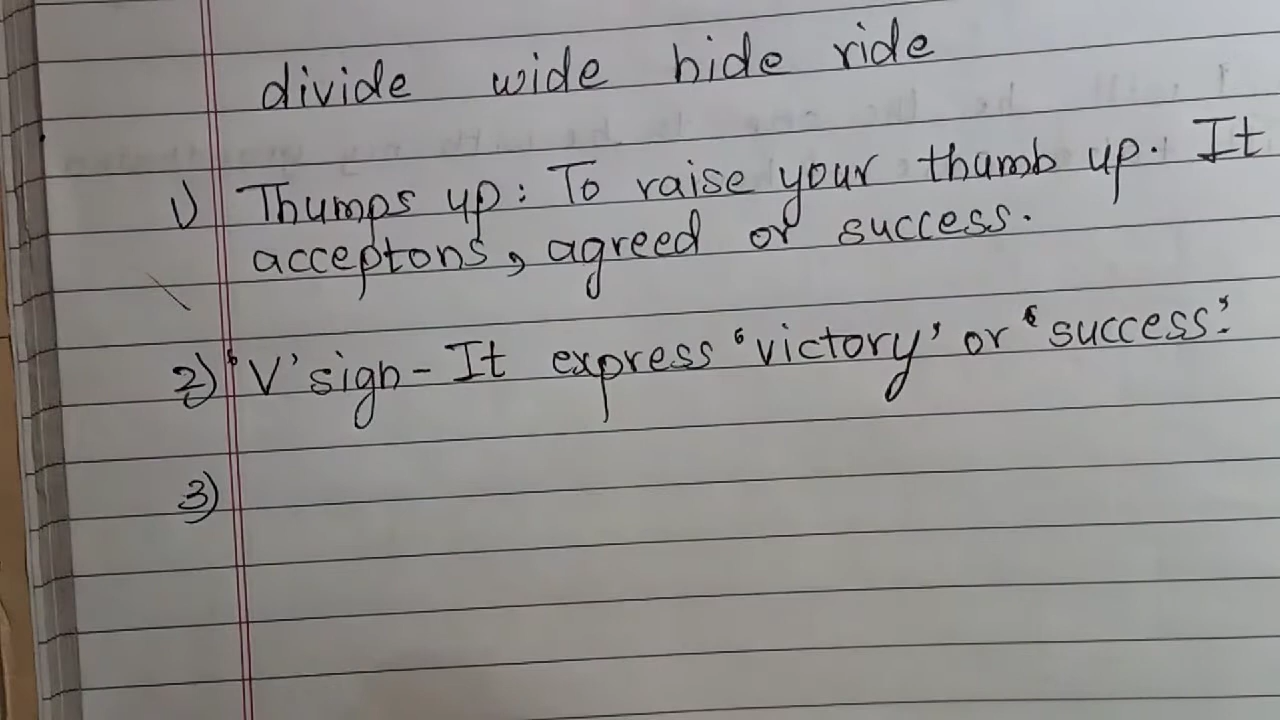 divide wide hide ride
1) Thumps up: To raise your thumb up. It
acceptons, agreed or success.
2) 'V' sign - It express 'victory' or 'success'.
3)